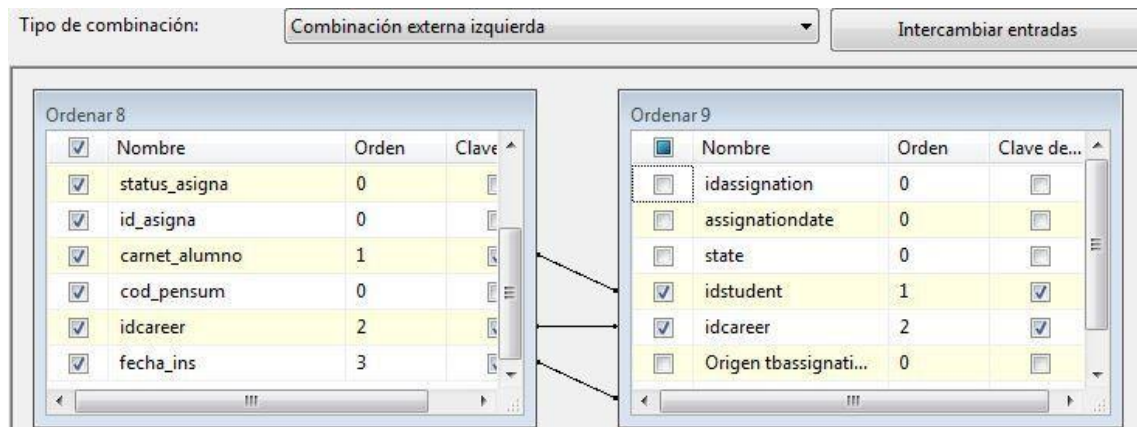 Tipo de combinación: Combinación externa izquierda Intercambiar entradas
Ordenar 8
Nombre Orden Clave
status_asigna 0
id_asigna 0
carnet_alumno 1
cod_pensum 0
idcareer 2
fecha_ins 3
Ordenar 9
Nombre Orden Clave de...
idassignation 0
assignationdate 0
state 0
idstudent 1
idcareer 2
Origen tbassignati... 0